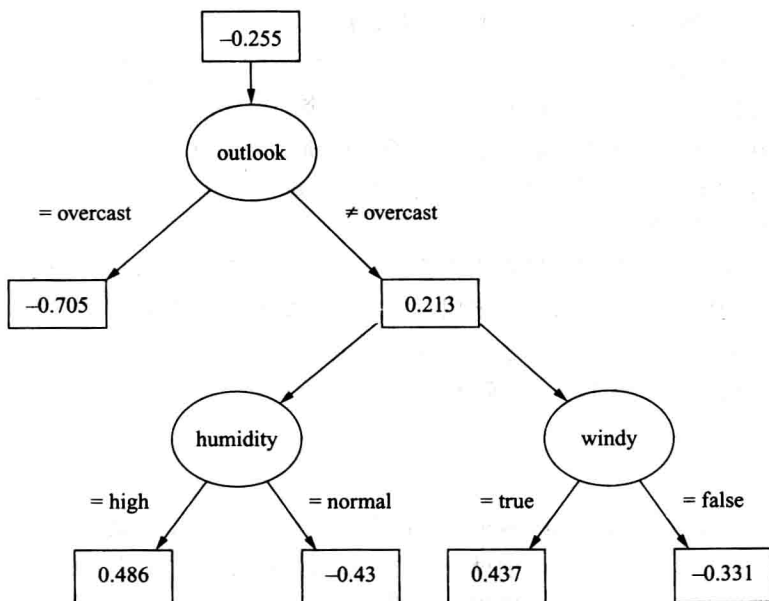 –0.255
outlook
= overcast
≠ overcast
–0.705
0.213
humidity
windy
= high
= normal
= true
= false
0.486
–0.43
0.437
–0.331